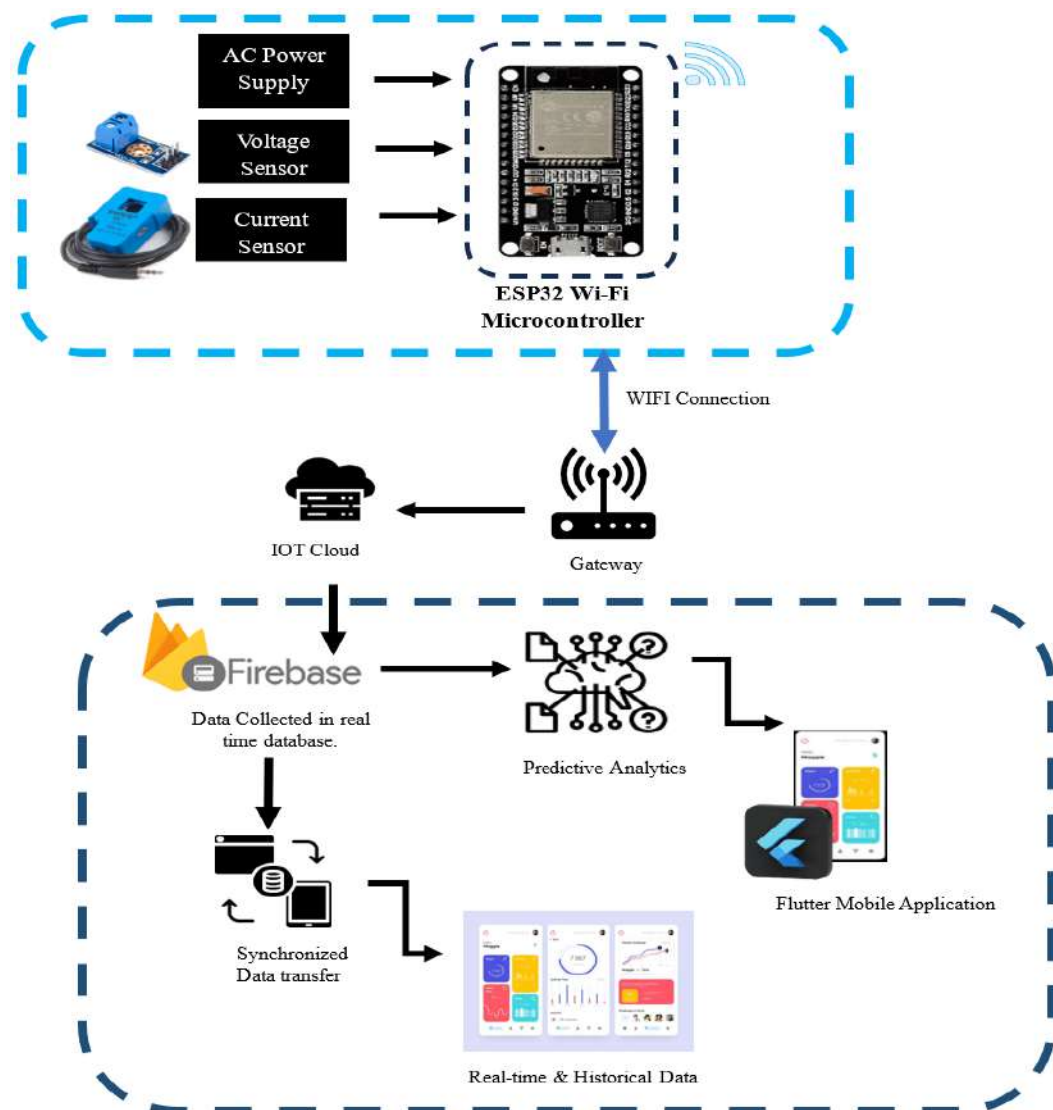 AC Power
Supply
Voltage
Sensor
Current
Sensor
ESP32 Wi-Fi
Microcontroller
WIFI Connection
IOT Cloud
Gateway
Firebase
Data Collected in real
time database.
Predictive Analytics
Flutter Mobile Application
Synchronized
Data transfer
Real-time & Historical Data